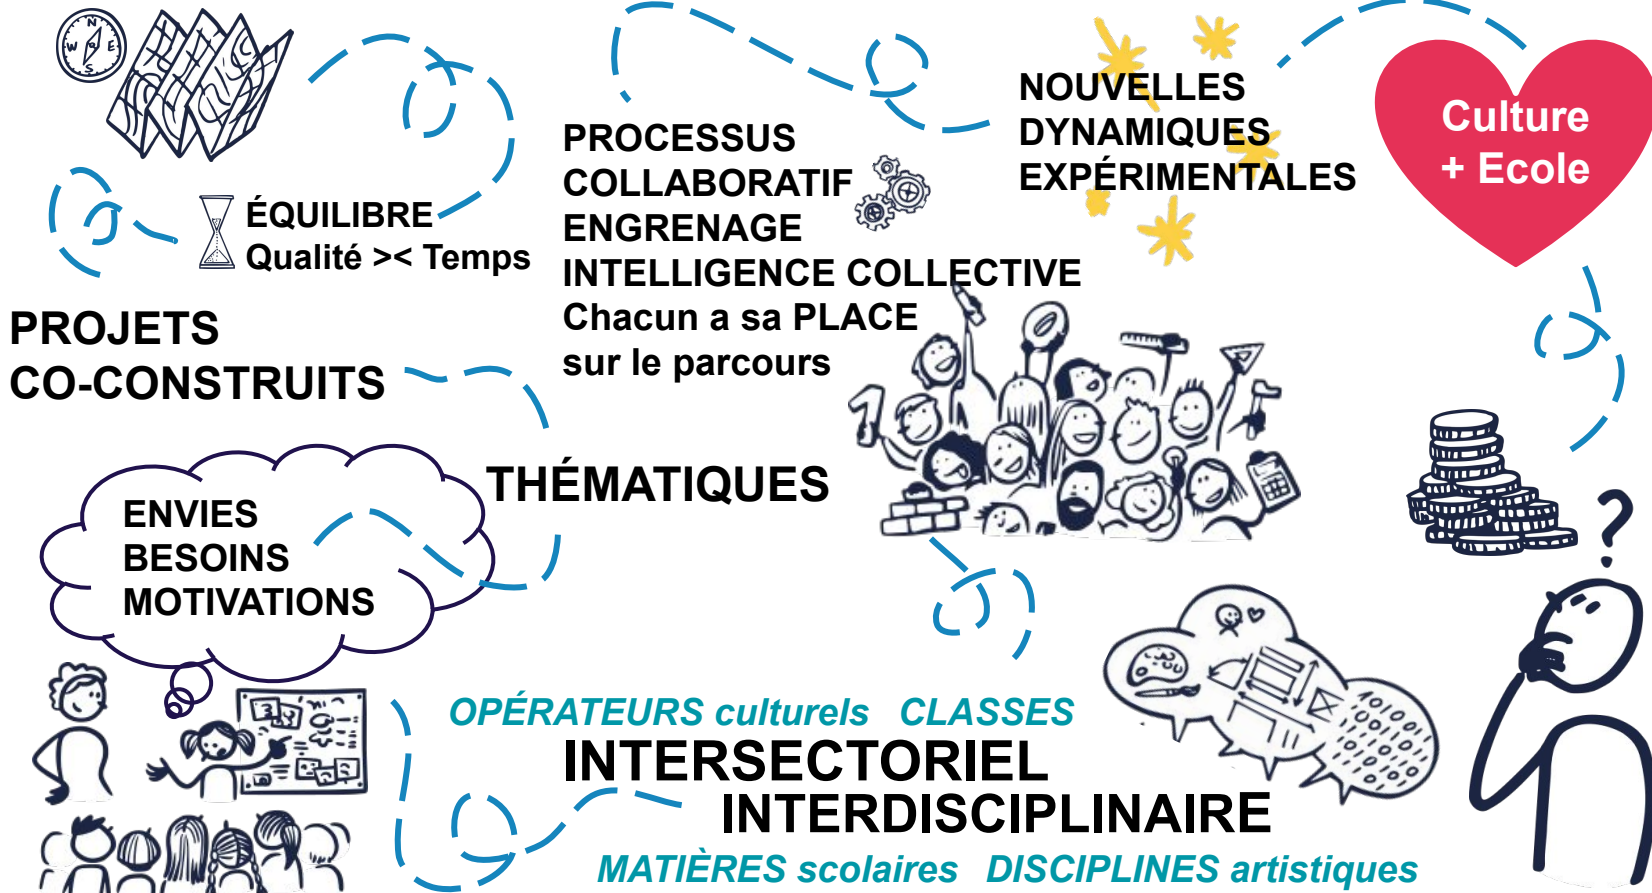 N
W E
S
ÉQUILIBRE
Qualité >< Temps
PROCESSUS
COLLABORATIF
ENGRENAGE
INTELLIGENCE COLLECTIVE
Chacun a sa PLACE
sur le parcours
NOUVELLES
DYNAMIQUES
EXPÉRIMENTALES
Culture
+ Ecole
PROJETS
CO-CONSTRUITS
THÉMATIQUES
ENVIES
BESOINS
MOTIVATIONS
?
OPÉRATEURS culturels CLASSES
INTERSECTORIEL
INTERDISCIPLINAIRE
MATIÈRES scolaires DISCIPLINES artistiques